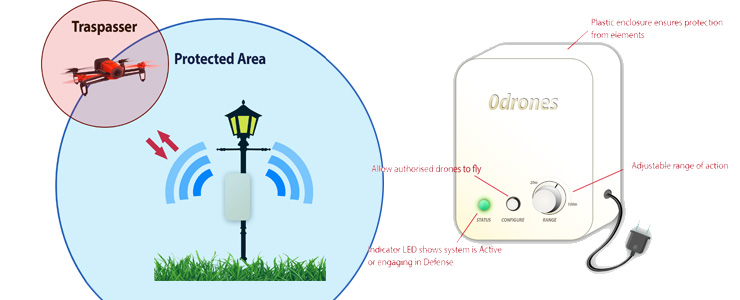 Traspasser
Protected Area
Plastic enclosure ensures protection
from elements
0drones
Allow authorised drones to fly
Adjustable range of action
20m
100m
STATUS
CONFIGURE
RANGE
Indicator LED shows system is Active
or engaging in Defense